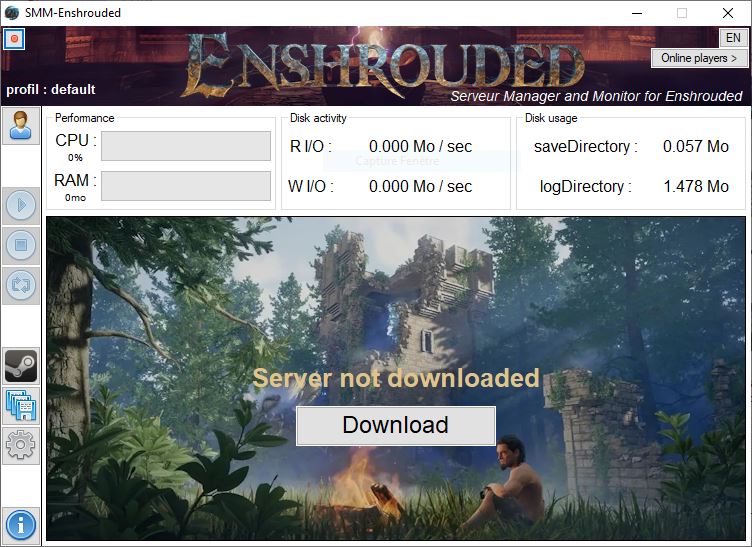 SMM-Enshrouded
ENSHROUDED
EN
Online players >
profil : default
Serveur Manager and Monitor for Enshrouded
Performance
CPU :
0%
RAM :
0mo
Disk activity
R I/O : 0.000 Mo / sec
Capture Fenêtre
W I/O : 0.000 Mo / sec
Disk usage
saveDirectory : 0.057 Mo
logDirectory : 1.478 Mo
Server not downloaded
Download